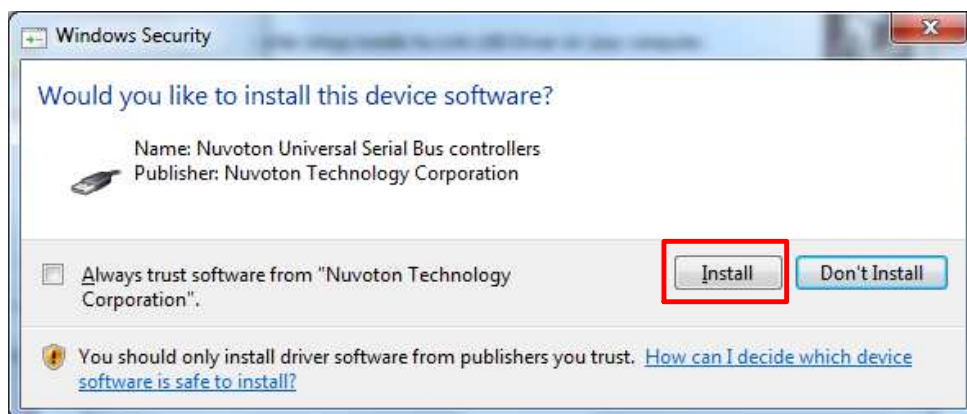 Windows Security
Would you like to install this device software?
Name: Nuvoton Universal Serial Bus controllers
Publisher: Nuvoton Technology Corporation
Always trust software from "Nuvoton Technology
Corporation".
Install
Don't Install
You should only install driver software from publishers you trust. How can I decide which device
software is safe to install?